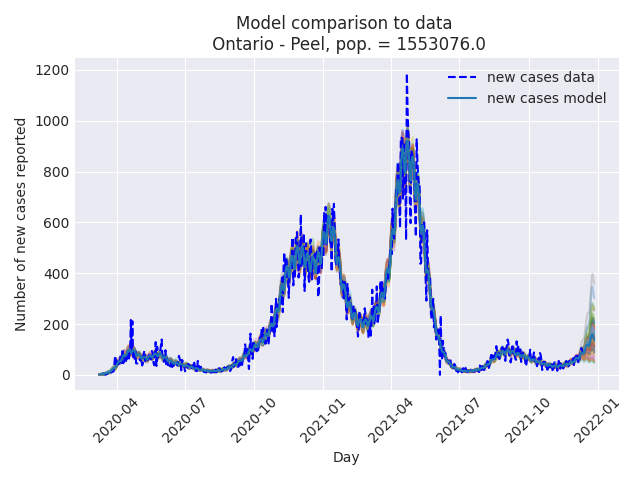 Model comparison to data
Ontario - Peel, pop. = 1553076.0
new cases data
new cases model
Number of new cases reported
1200
1000
800
600
400
200
0
2020-04
2020-07
2020-10
2021-01
2021-04
2021-07
2021-10
2022-01
Day